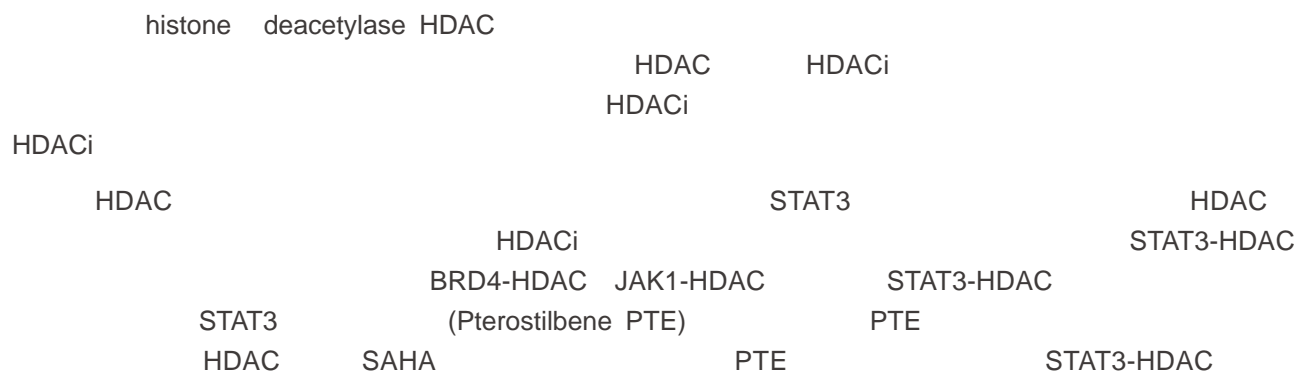 histone deacetylase HDAC
HDAC HDACi
HDACi
HDACi
HDAC STAT3 HDAC
HDACi STAT3-HDAC
BRD4-HDAC JAK1-HDAC STAT3-HDAC
STAT3 (Pterostilbene PTE) PTE
HDAC SAHA PTE STAT3-HDAC